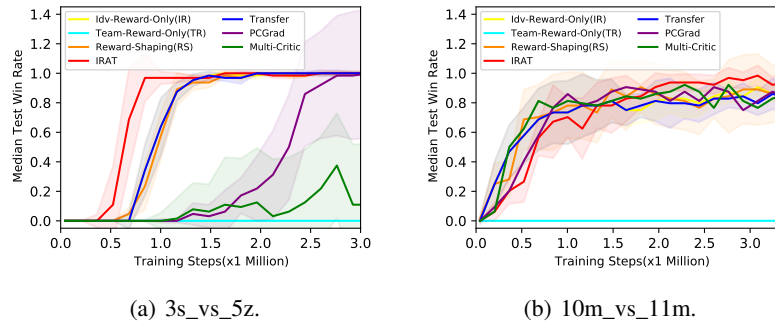 1.4
1.2
1.0
0.8
0.6
0.4
0.2
0.0
Median Test Win Rate
Idv-Reward-Only(IR)
Team-Reward-Only(TR)
Reward-Shaping(RS)
IRAT
Transfer
PCGrad
Multi-Critic
0.0 0.5 1.0 1.5 2.0 2.5 3.0
Training Steps(x1 Million)
(a) 3s_vs_5z.
1.4
1.2
1.0
0.8
0.6
0.4
0.2
0.0
Median Test Win Rate
Idv-Reward-Only(IR)
Team-Reward-Only(TR)
Reward-Shaping(RS)
IRAT
Transfer
PCGrad
Multi-Critic
0.0 0.5 1.0 1.5 2.0 2.5 3.0
Training Steps(x1 Million)
(b) 10m_vs_11m.